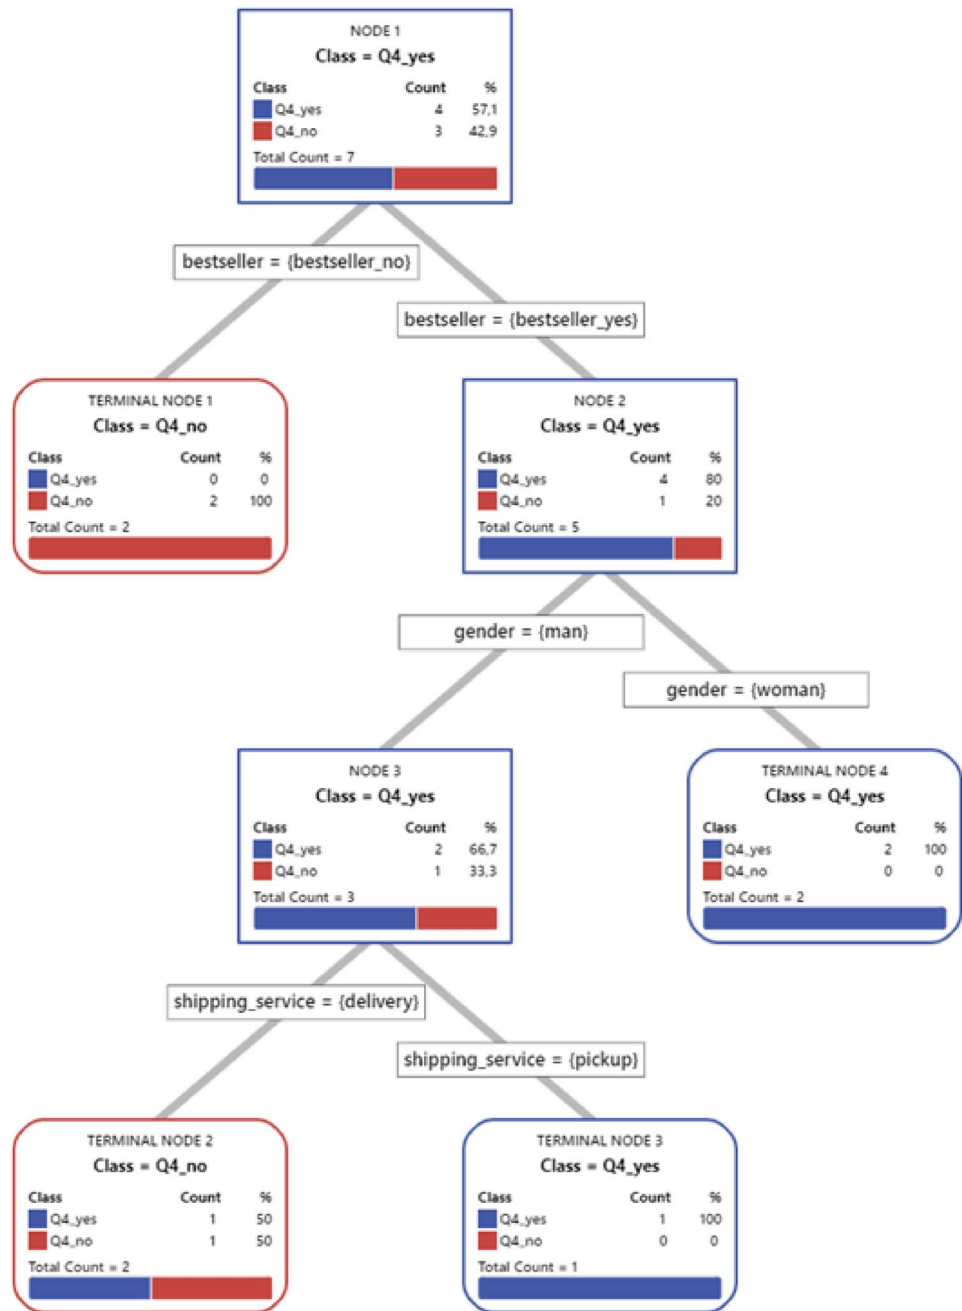 NODE 1
Class = Q4_yes
Class Count %
Q4_yes 4 57,1
Q4_no 3 42,9
Total Count = 7
bestseller = {bestseller_no}
bestseller = {bestseller_yes}
TERMINAL NODE 1
Class = Q4_no
Class Count %
Q4_yes 0 0
Q4_no 2 100
Total Count = 2
NODE 2
Class = Q4_yes
Class Count %
Q4_yes 4 80
Q4_no 1 20
Total Count = 5
gender = {man}
gender = {woman}
NODE 3
Class = Q4_yes
Class Count %
Q4_yes 2 66,7
Q4_no 1 33,3
Total Count = 3
TERMINAL NODE 4
Class = Q4_yes
Class Count %
Q4_yes 2 100
Q4_no 0 0
Total Count = 2
shipping_service = {delivery}
shipping_service = {pickup}
TERMINAL NODE 2
Class = Q4_no
Class Count %
Q4_yes 1 50
Q4_no 1 50
Total Count = 2
TERMINAL NODE 3
Class = Q4_yes
Class Count %
Q4_yes 1 100
Q4_no 0 0
Total Count = 1